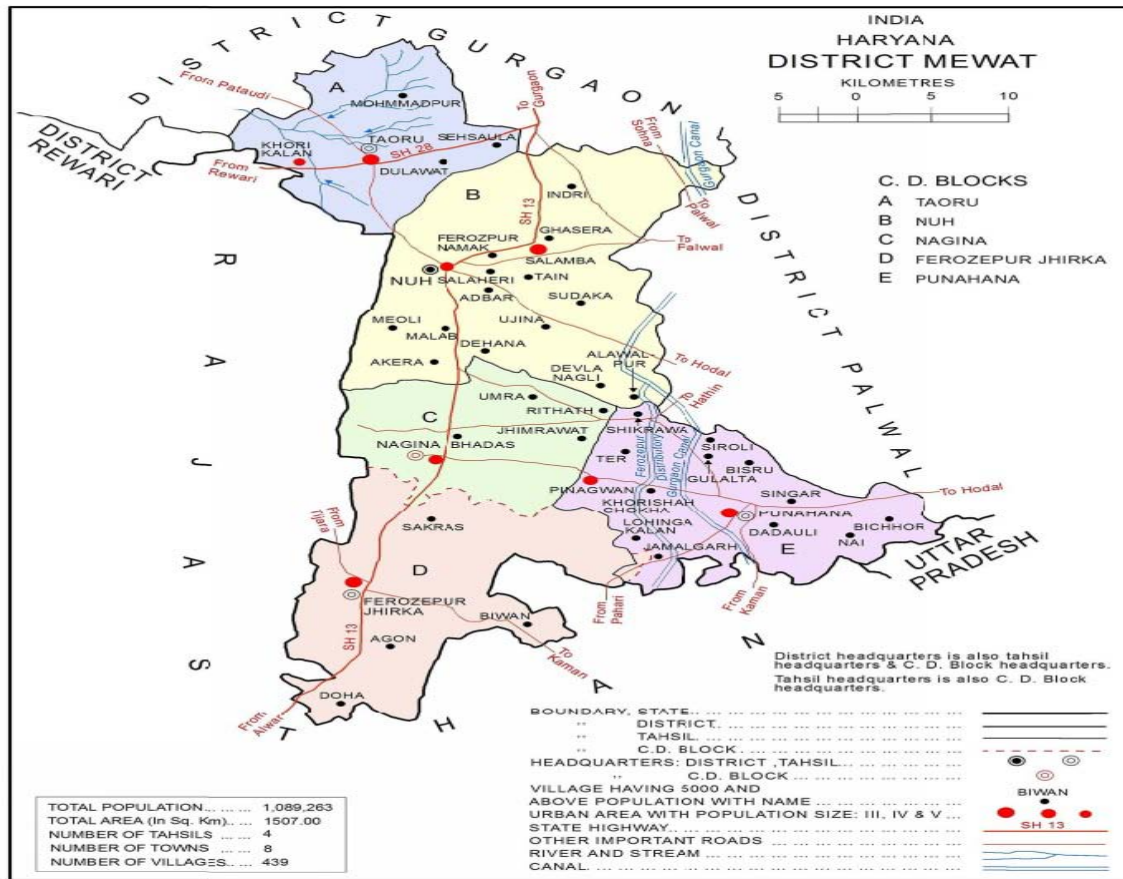 INDIA
HARYANA
DISTRICT MEWAT
KILOMETRES
5 0 5 10
C. D. BLOCKS
A TAORU
B NUH
C NAGINA
D FEROZEPUR JHIRKA
E PUNAHANA
DISTRICT GURGAON
DISTRICT REWARI
DISTRICT PALWAL
UTTAR PRADESH
RAJASTHAN
From Pataudi
A
MOHMMADPUR
To Gurgaon
From Sohna
Gurgaon Canal
To Palwal
KHORI KALAN
TAORU
SEHSAULA
SH 28
DULAWAT
From Rewari
B
INDRI
SH 13
GHASERA
FEROZPUR NAMAK
SALAMBA
To Palwal
NUH
SALAHERI
TAIN
ADBAR
SUDAKA
MEOLI
MALAB
UJINA
DEHANA
AKERA
ALAWAL-PUR
To Hodal
DEVLA NAGLI
To Hathin
C
UMRA
RITHATH
SHIKRAWA
JHIMRAWAT
NAGINA
BHADAS
TER
Ferozepur Distributory
Gurgaon Canal
SIROLI
BISRU
GULALTA
PINAGWAN
SINGAR
To Hodal
KHORISHAH CHOKHA
PUNAHANA
LOHINGA KALAN
DADAULI
BICHHOR
NAI
JAMALGARH
E
From Pahari
From Kaman
From Tijara
SAKRAS
D
FEROZEPUR JHIRKA
BIWAN
SH 13
AGON
To Kaman
DOHA
From Alwar
District headquarters is also tahsil
headquarters & C. D. Block headquarters.
Tahsil headquarters is also C. D. Block
headquarters.
BOUNDARY, STATE
" DISTRICT
" TAHSIL
" C.D. BLOCK
HEADQUARTERS: DISTRICT ,TAHSIL
" C.D. BLOCK
VILLAGE HAVING 5000 AND
ABOVE POPULATION WITH NAME
BIWAN
URBAN AREA WITH POPULATION SIZE: III, IV & V
STATE HIGHWAY
SH 13
OTHER IMPORTANT ROADS
RIVER AND STREAM
CANAL
TOTAL POPULATION... ... ... 1,089,263
TOTAL AREA (In Sq. Km).. ... 1507.00
NUMBER OF TAHSILS ... ... 4
NUMBER OF TOWNS ... ... 8
NUMBER OF VILLAGES.. ... 439